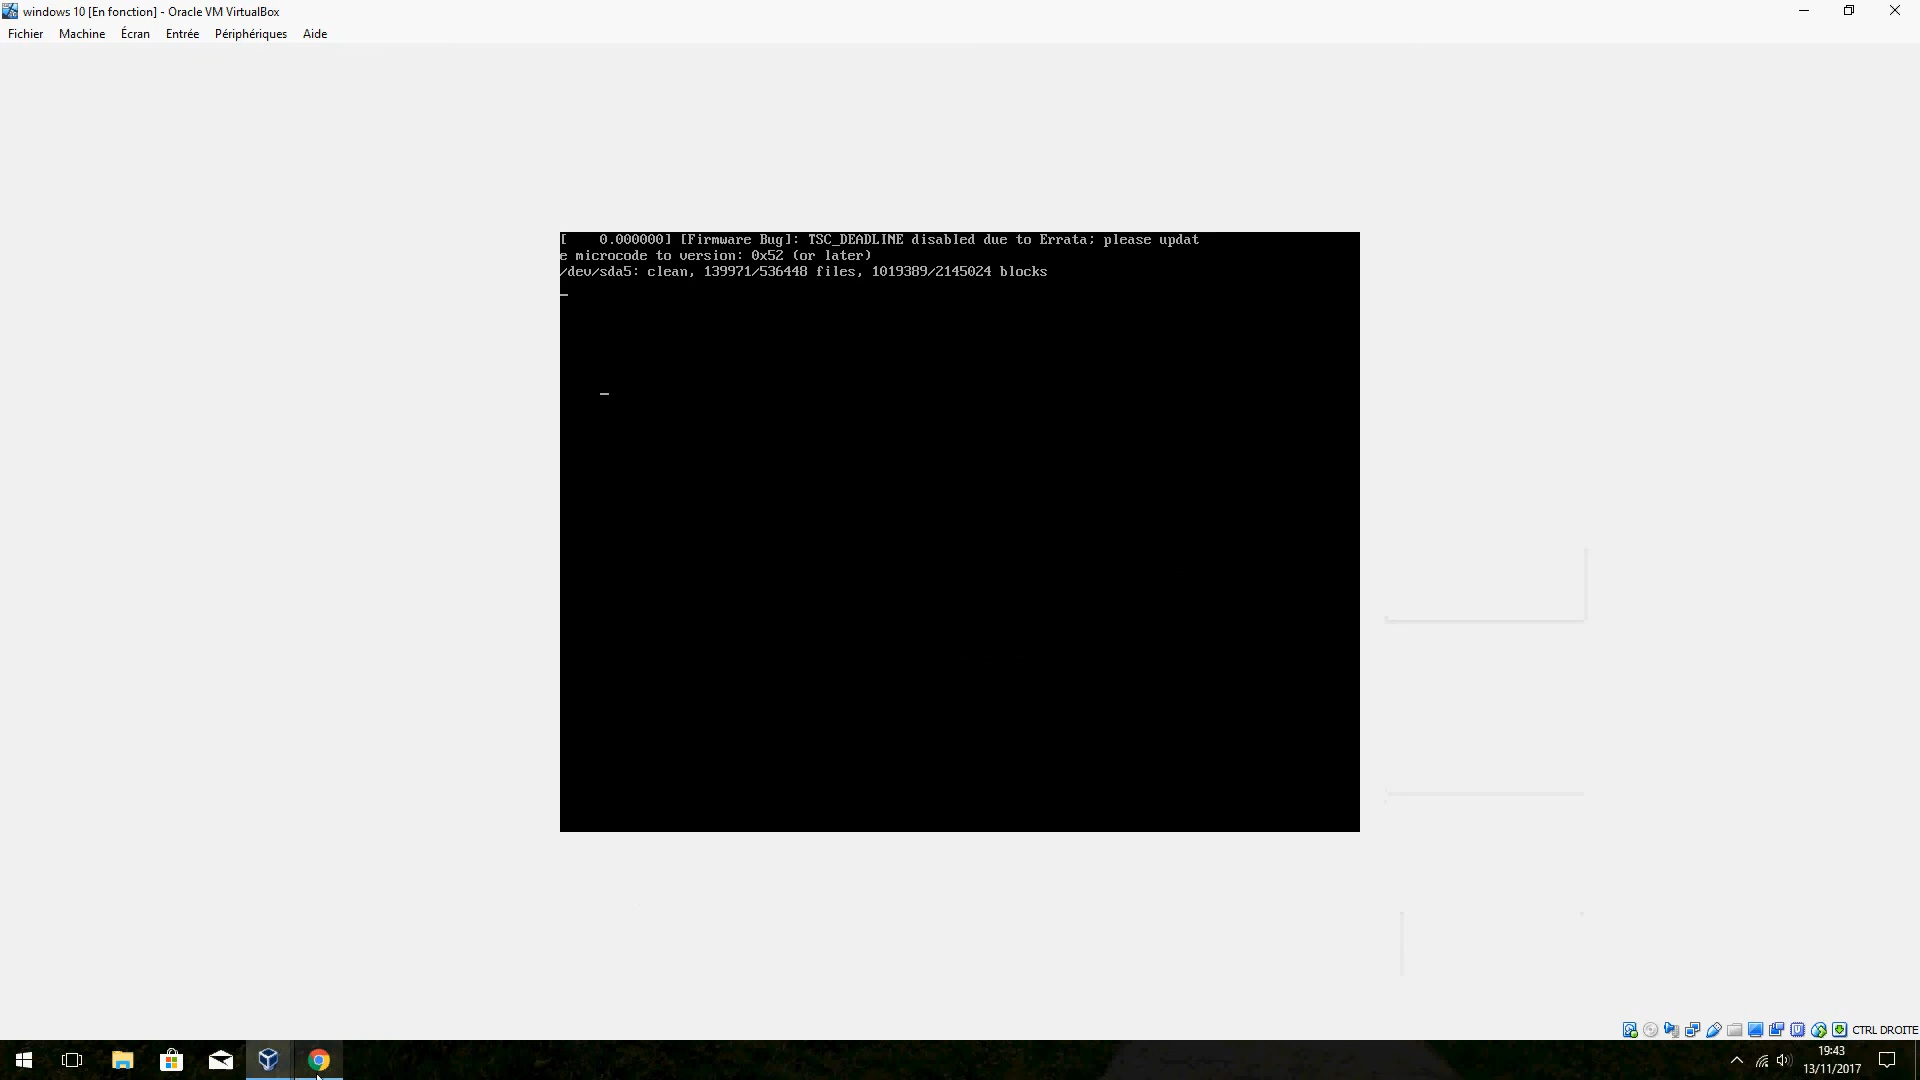 windows 10 [En fonction] - Oracle VM VirtualBox
Fichier Machine Écran Entrée Périphériques Aide
[    0.000000] [Firmware Bug]: TSC_DEADLINE disabled due to Errata; please updat
e microcode to version: 0x52 (or later)
/dev/sda5: clean, 139971/536448 files, 1019389/2145024 blocks
CTRL DROITE
19:43
13/11/2017